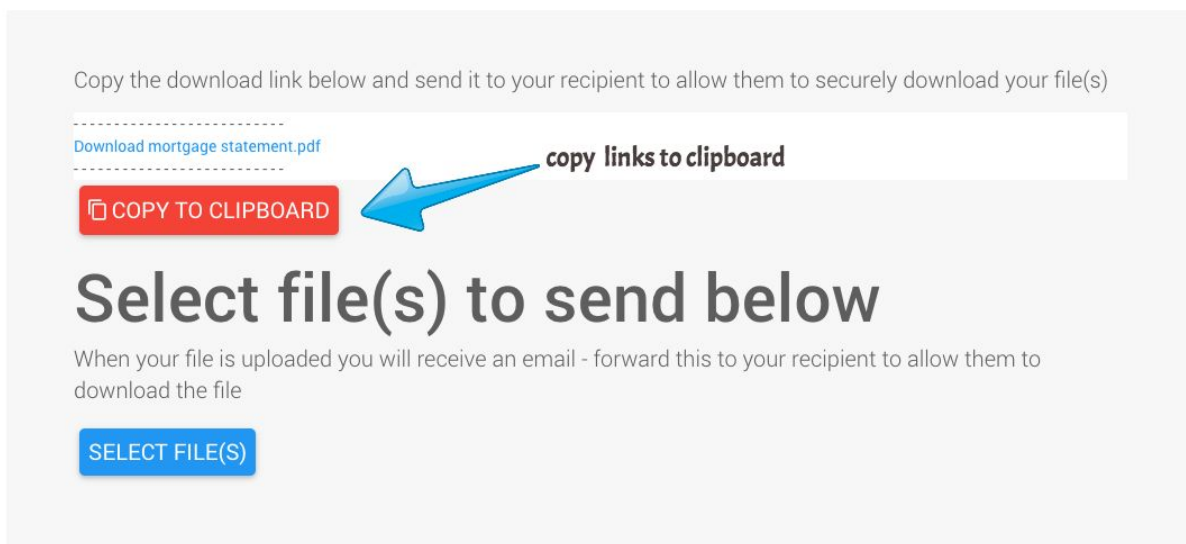 Copy the download link below and send it to your recipient to allow them to securely download your file(s)
--------------------------
Download mortgage statement.pdf
--------------------------
copy links to clipboard
COPY TO CLIPBOARD
Select file(s) to send below
When your file is uploaded you will receive an email - forward this to your recipient to allow them to
download the file
SELECT FILE(S)